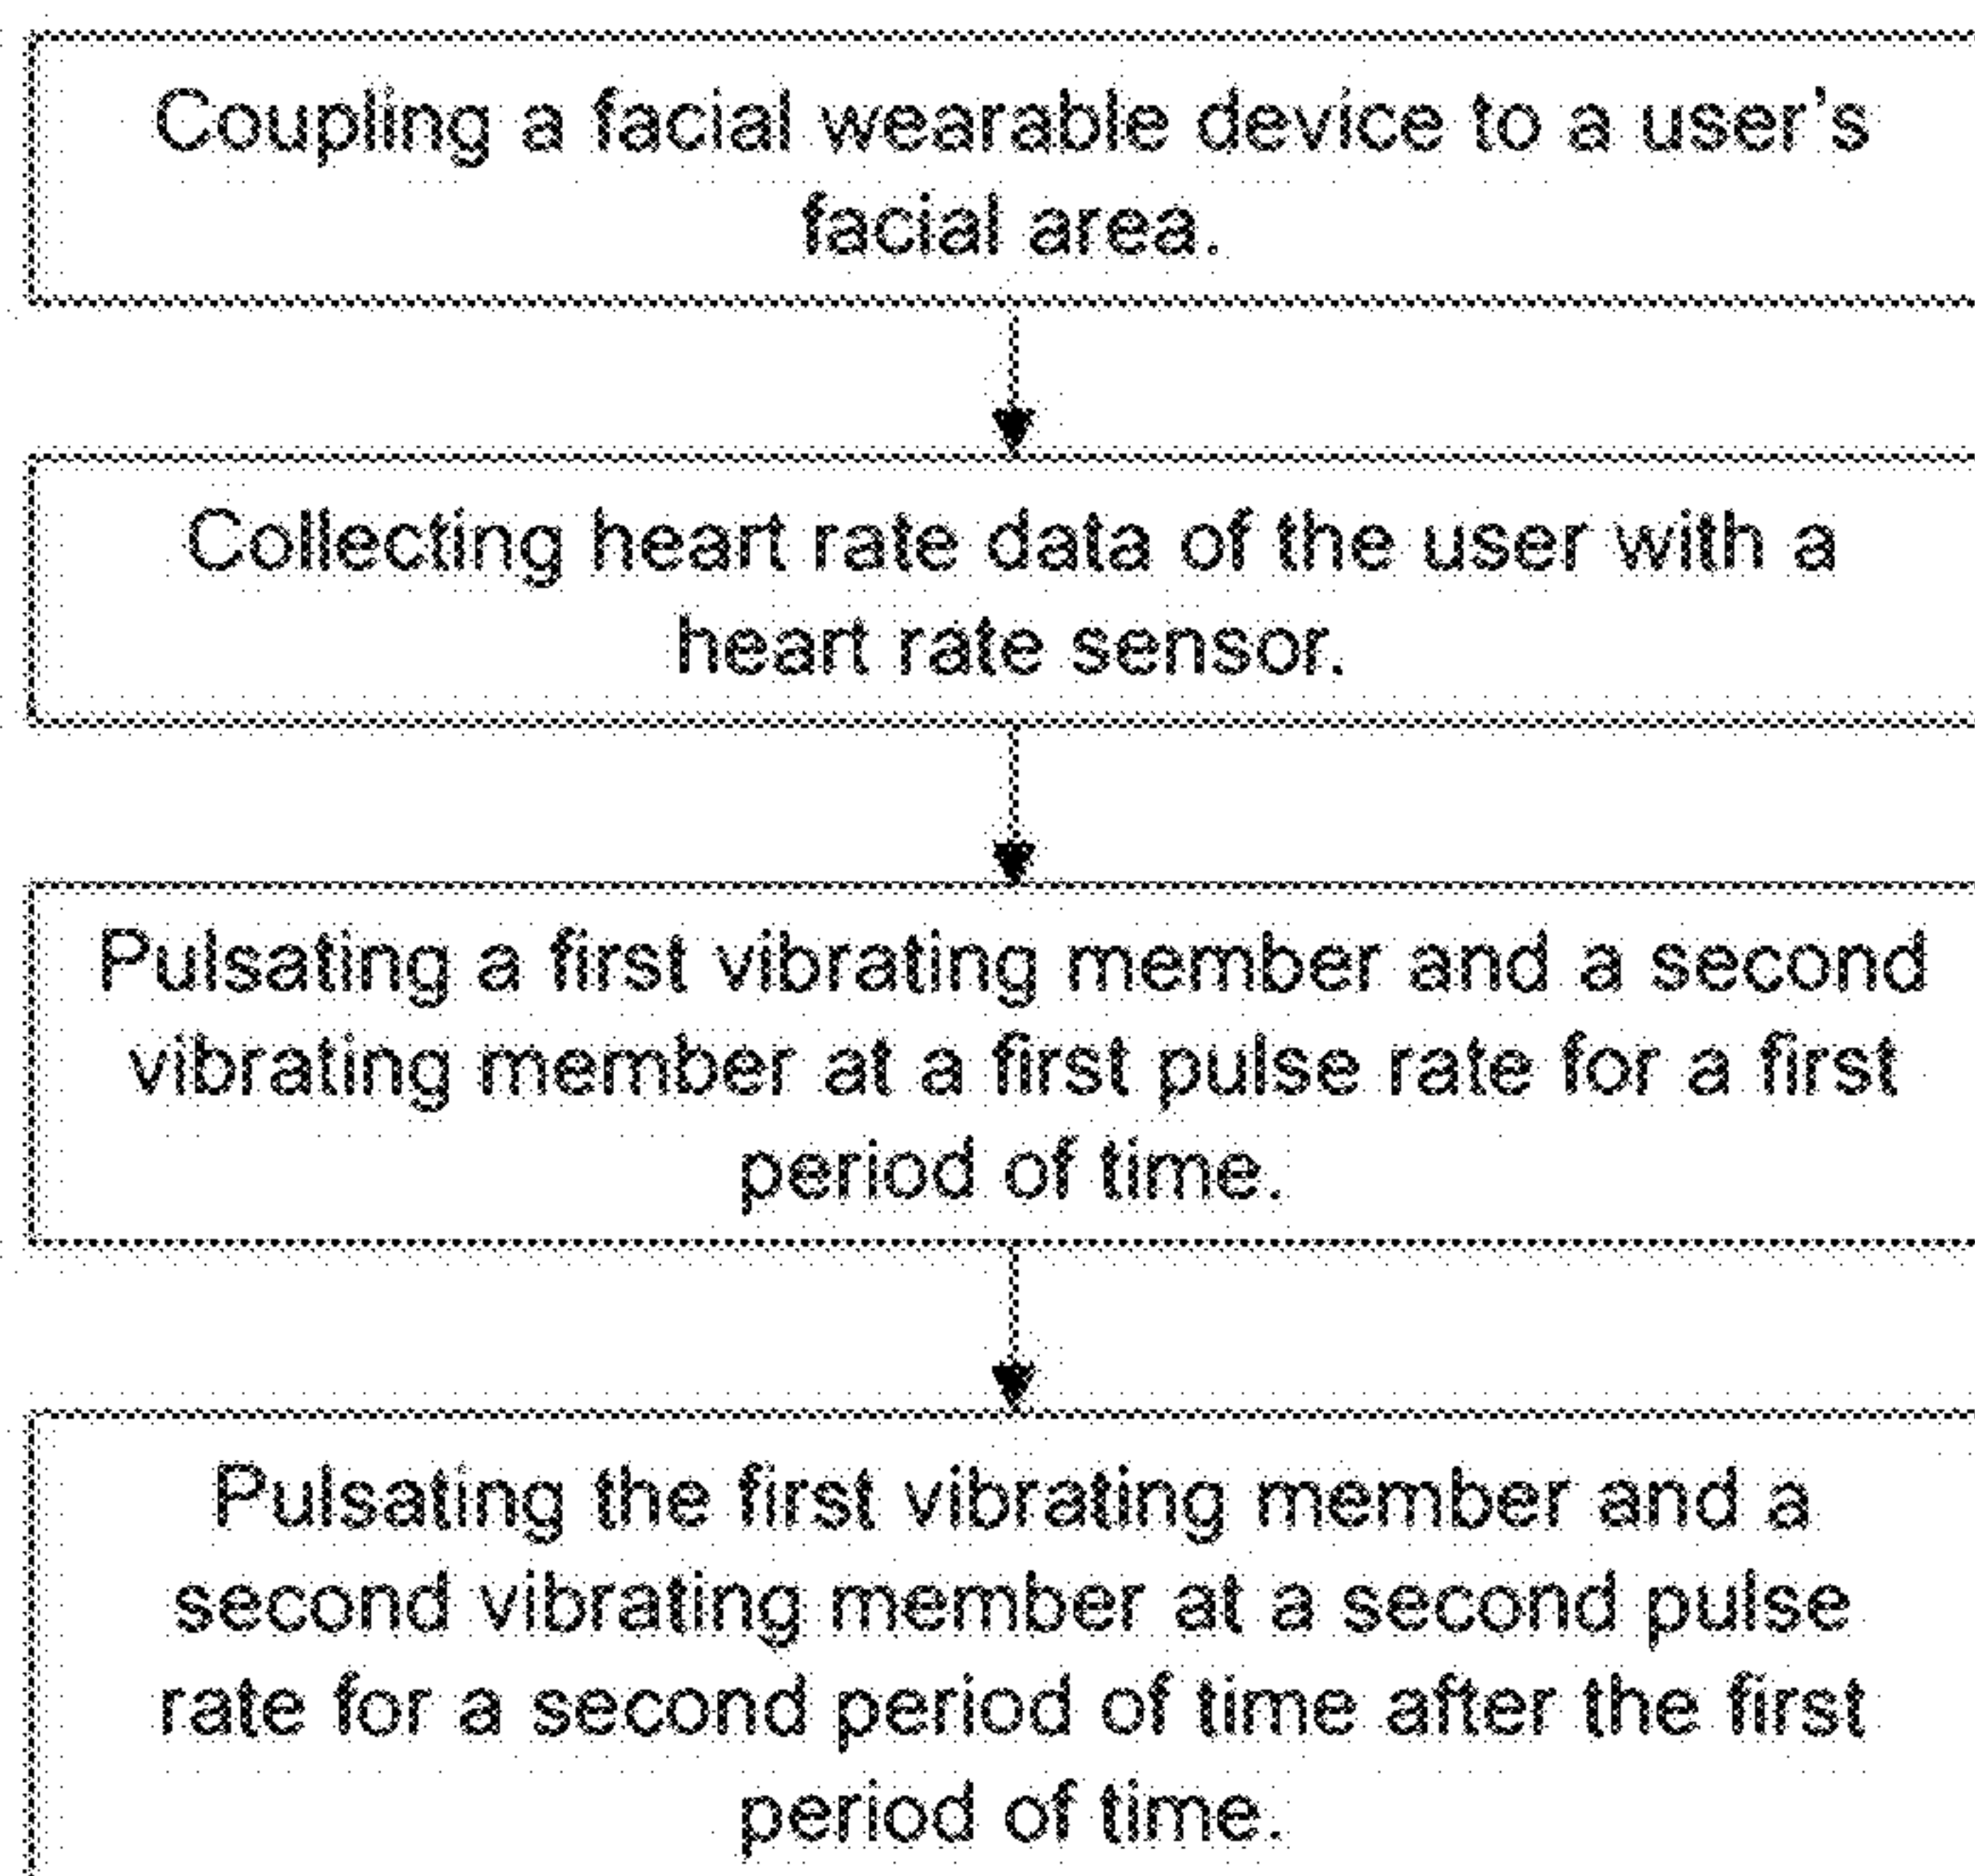 Coupling a facial wearable device to a user's
facial area.
Collecting heart rate data of the user with a
heart rate sensor.
Pulsating a first vibrating member and a second
vibrating member at a first pulse rate for a first
period of time.
Pulsating the first vibrating member and a
second vibrating member at a second pulse
rate for a second period of time after the first
period of time.